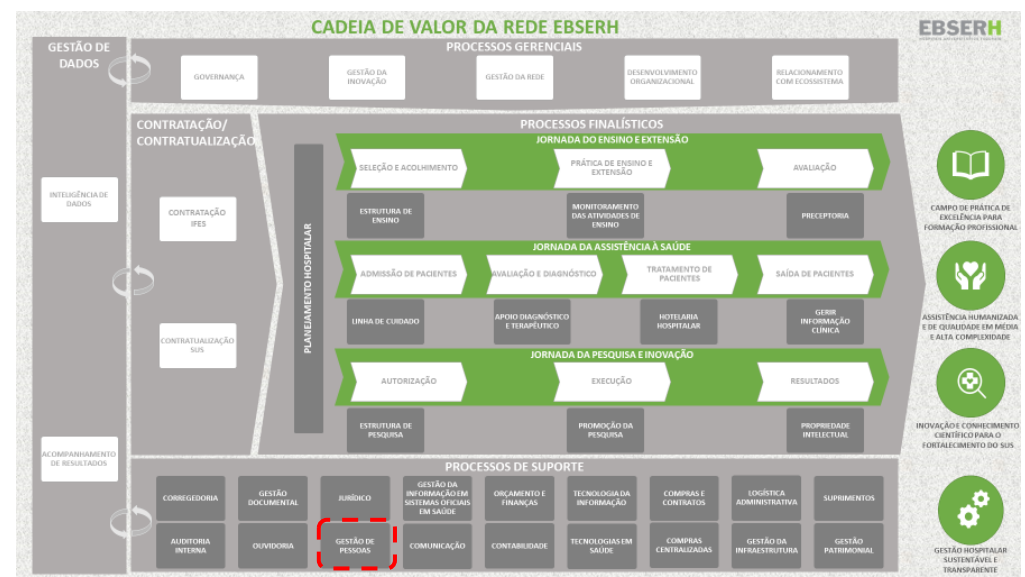 CADEIA DE VALOR DA REDE EBSERH
EBSERH
GESTÃO DE
DADOS
INTELIGÊNCIA DE
DADOS
ACOMPANHAMENTO
DE RESULTADOS
PROCESSOS GERENCIAIS
GOVERNANÇA
GESTÃO DA
INOVAÇÃO
GESTÃO DA REDE
DESENVOLVIMENTO
ORGANIZACIONAL
RELACIONAMENTO
COM ECOSSISTEMA
CONTRATAÇÃO/
CONTRATUALIZAÇÃO
CONTRATAÇÃO
IFES
CONTRATUALIZAÇÃO
SUS
PROCESSOS FINALÍSTICOS
PLANEJAMENTO HOSPITALAR
JORNADA DO ENSINO E EXTENSÃO
SELEÇÃO E ACOLHIMENTO
PRÁTICA DE ENSINO E
EXTENSÃO
AVALIAÇÃO
ESTRUTURA DE
ENSINO
MONITORAMENTO
DAS ATIVIDADES DE
ENSINO
PRECEPTORIA
JORNADA DA ASSISTÊNCIA À SAÚDE
ADMISSÃO DE PACIENTES
AVALIAÇÃO E DIAGNÓSTICO
TRATAMENTO DE
PACIENTES
SAÍDA DE PACIENTES
LINHA DE CUIDADO
APOIO DIAGNÓSTICO
E TERAPÊUTICO
HOTELARIA
HOSPITALAR
GERIR
INFORMAÇÃO
CLÍNICA
JORNADA DA PESQUISA E INOVAÇÃO
AUTORIZAÇÃO
EXECUÇÃO
RESULTADOS
ESTRUTURA DE
PESQUISA
PROMOÇÃO DA
PESQUISA
PROPRIEDADE
INTELECTUAL
PROCESSOS DE SUPORTE
CORREGEDORIA
GESTÃO
DOCUMENTAL
JURÍDICO
GESTÃO DA
INFORMAÇÃO EM
SISTEMAS OFICIAIS
EM SAÚDE
ORÇAMENTO E
FINANÇAS
TECNOLOGIA DA
INFORMAÇÃO
COMPRAS E
CONTRATOS
LOGÍSTICA
ADMINISTRATIVA
SUPRIMENTOS
AUDITORIA
INTERNA
OUVIDORIA
GESTÃO DE
PESSOAS
COMUNICAÇÃO
CONTABILIDADE
TECNOLOGIAS EM
SAÚDE
COMPRAS
CENTRALIZADAS
GESTÃO DA
INFRAESTRUTURA
GESTÃO
PATRIMONIAL
CAMPO DE PRÁTICA DE
EXCELÊNCIA PARA
FORMAÇÃO PROFISSIONAL
ASSISTÊNCIA HUMANIZADA
E DE QUALIDADE EM MÉDIA
E ALTA COMPLEXIDADE
INOVAÇÃO E CONHECIMENTO
CIENTÍFICO PARA O
FORTALECIMENTO DO SUS
GESTÃO HOSPITALAR
SUSTENTÁVEL E
TRANSPARENTE